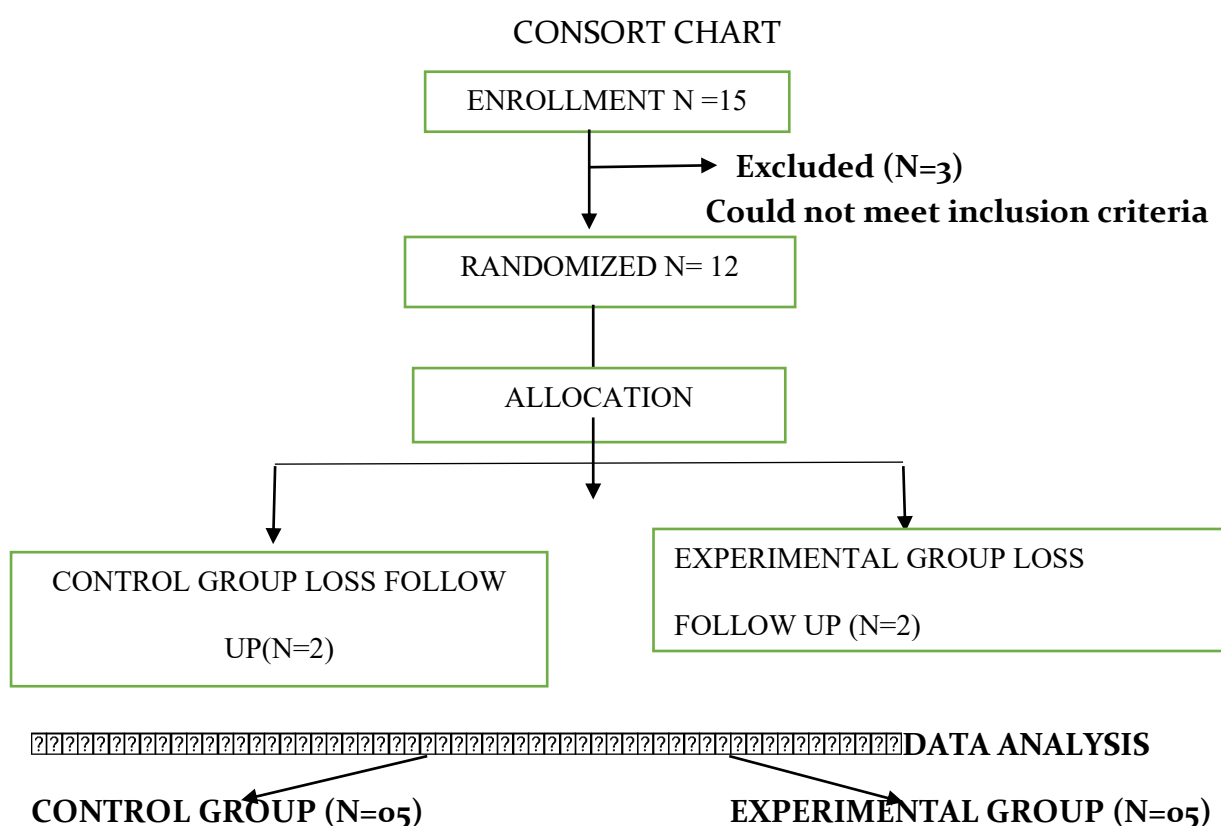 CONSORT CHART
ENROLLMENT N =15
Excluded (N=3)
Could not meet inclusion criteria
RANDOMIZED N= 12
ALLOCATION
CONTROL GROUP LOSS FOLLOW
UP(N=2)
EXPERIMENTAL GROUP LOSS
FOLLOW UP (N=2)
DATA ANALYSIS
CONTROL GROUP (N=05)
EXPERIMENTAL GROUP (N=05)